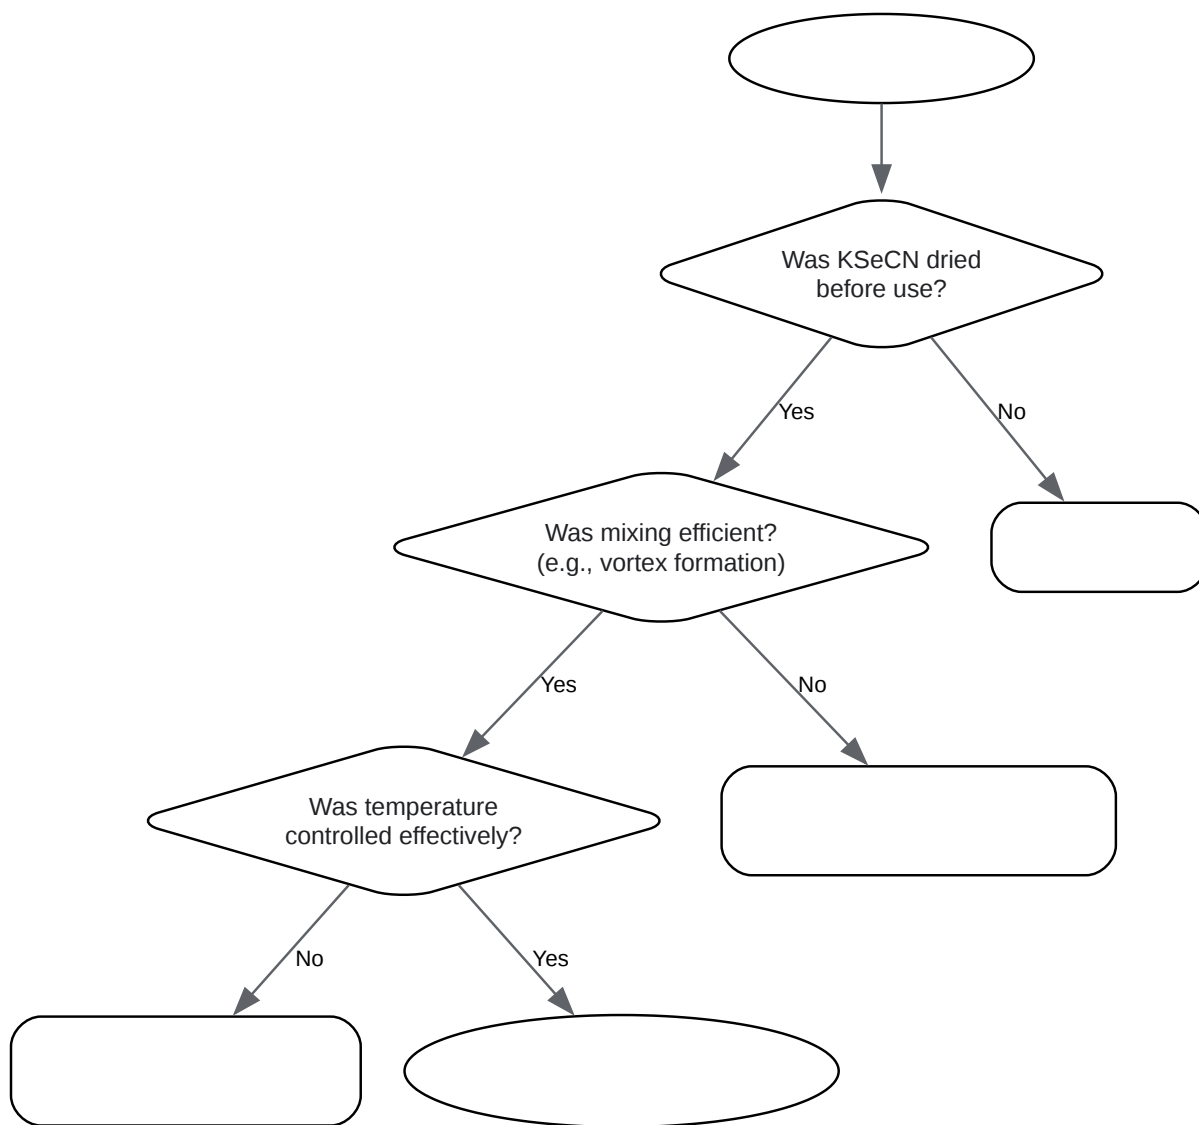 Was KSeCN dried
before use?
Yes
No
Was mixing efficient?
(e.g., vortex formation)
Yes
No
Was temperature
controlled effectively?
No
Yes